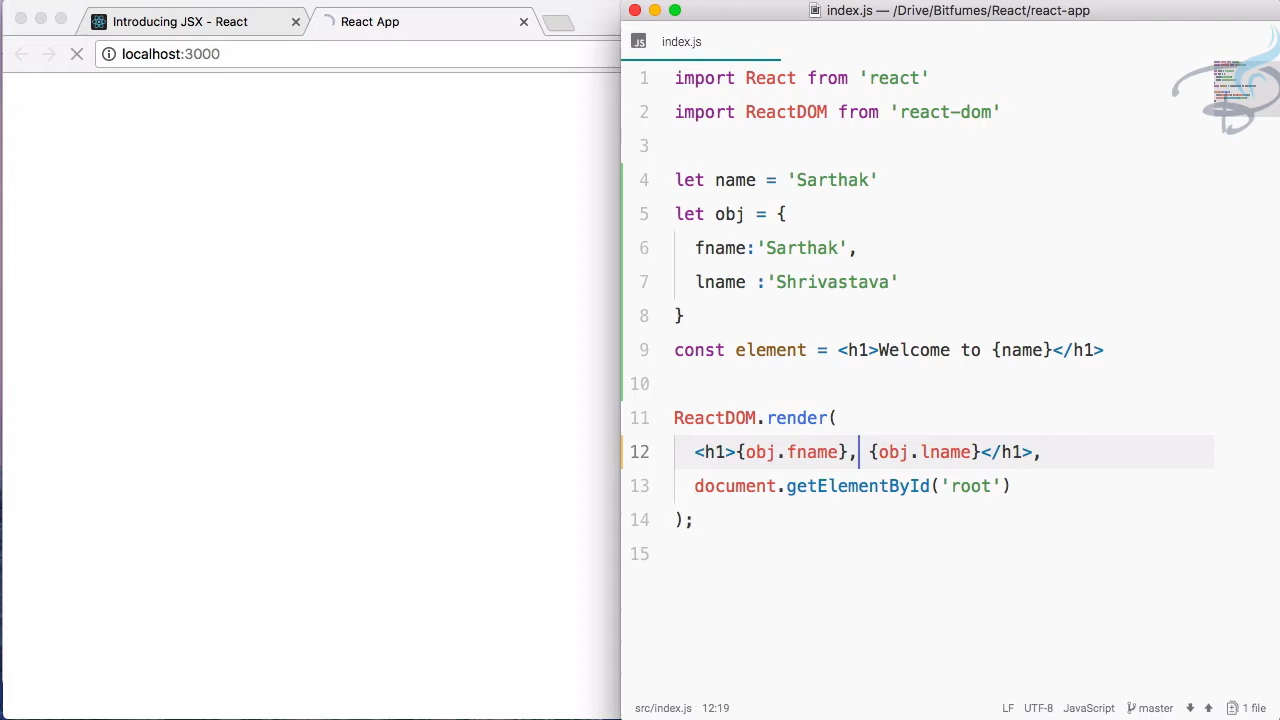 Introducing JSX - React
React App
localhost:3000
index.js — /Drive/Bitfumes/React/react-app
index.js
1 import React from 'react'
2 import ReactDOM from 'react-dom'
3
4 let name = 'Sarthak'
5 let obj = {
6 fname:'Sarthak',
7 lname :'Shrivastava'
8 }
9 const element = <h1>Welcome to {name}</h1>
10
11 ReactDOM.render(
12 <h1>{obj.fname}, {obj.lname}</h1>,
13 document.getElementById('root')
14 );
15
src/index.js 12:19 LF UTF-8 JavaScript master 1 file